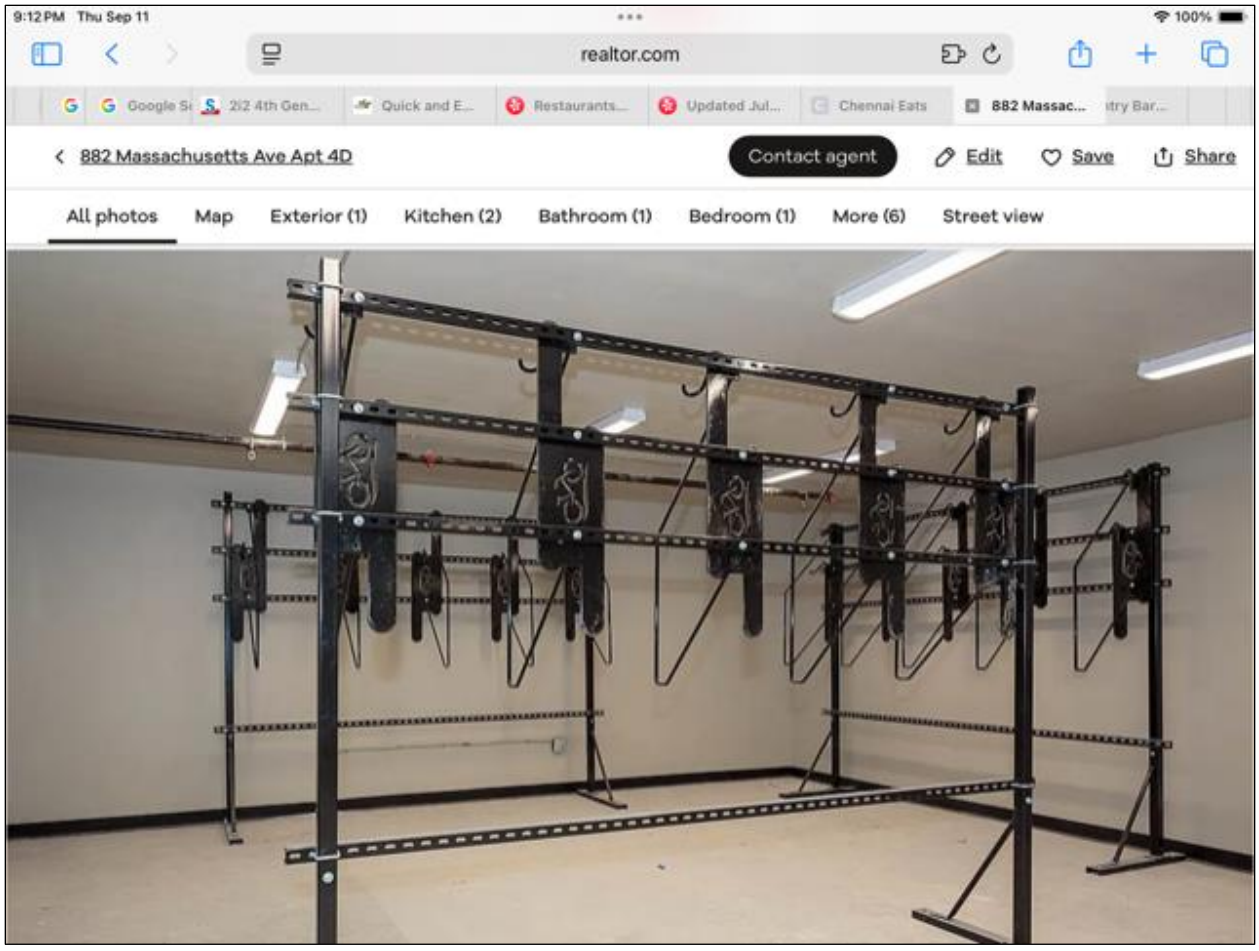 9:12 PM Thu Sep 11
100%
realtor.com
Google Se
2i2 4th Gen...
Quick and E...
Restaurants...
Updated Jul...
Chennai Eats
882 Massac...
try Bar...
882 Massachusetts Ave Apt 4D
Contact agent
Edit
Save
Share
All photos Map Exterior (1) Kitchen (2) Bathroom (1) Bedroom (1) More (6) Street view